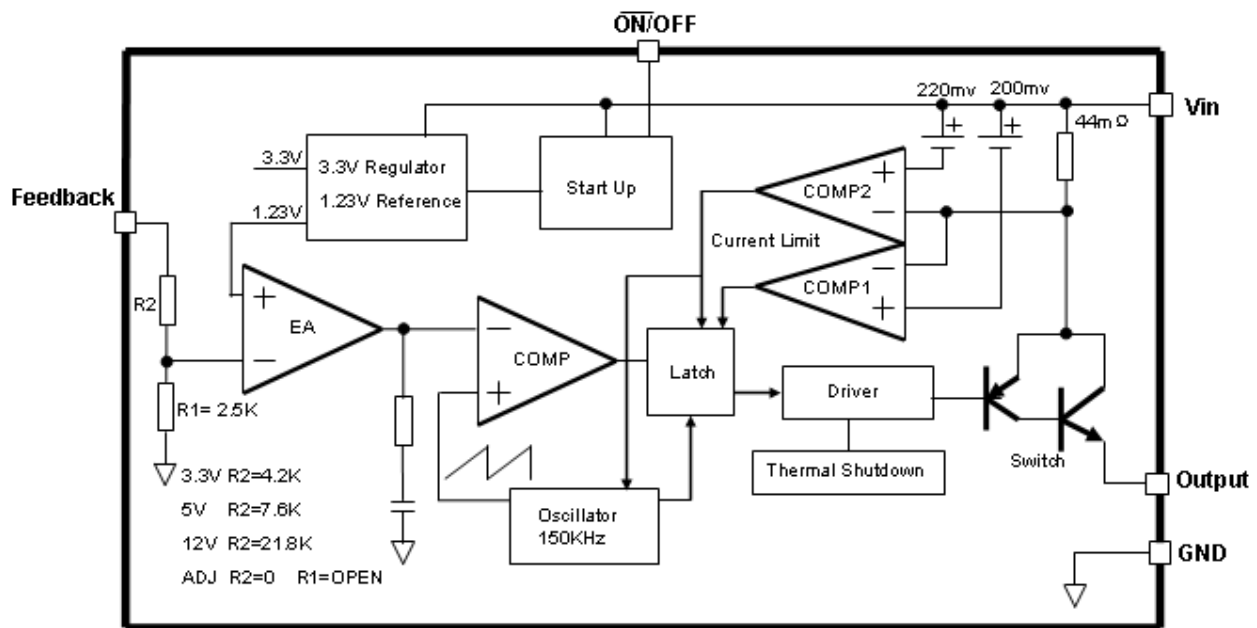 ON/OFF
220mv
200mv
Vin
44mΩ
3.3V
3.3V Regulator
1.23V Reference
Start Up
1.23V
Feedback
COMP2
Current Limit
COMP1
R2
EA
COMP
Latch
Driver
R1= 2.5K
Switch
Thermal Shutdown
3.3V R2=4.2K
5V R2=7.6K
12V R2=21.8K
ADJ R2=0 R1=OPEN
Oscillator
150KHz
Output
GND